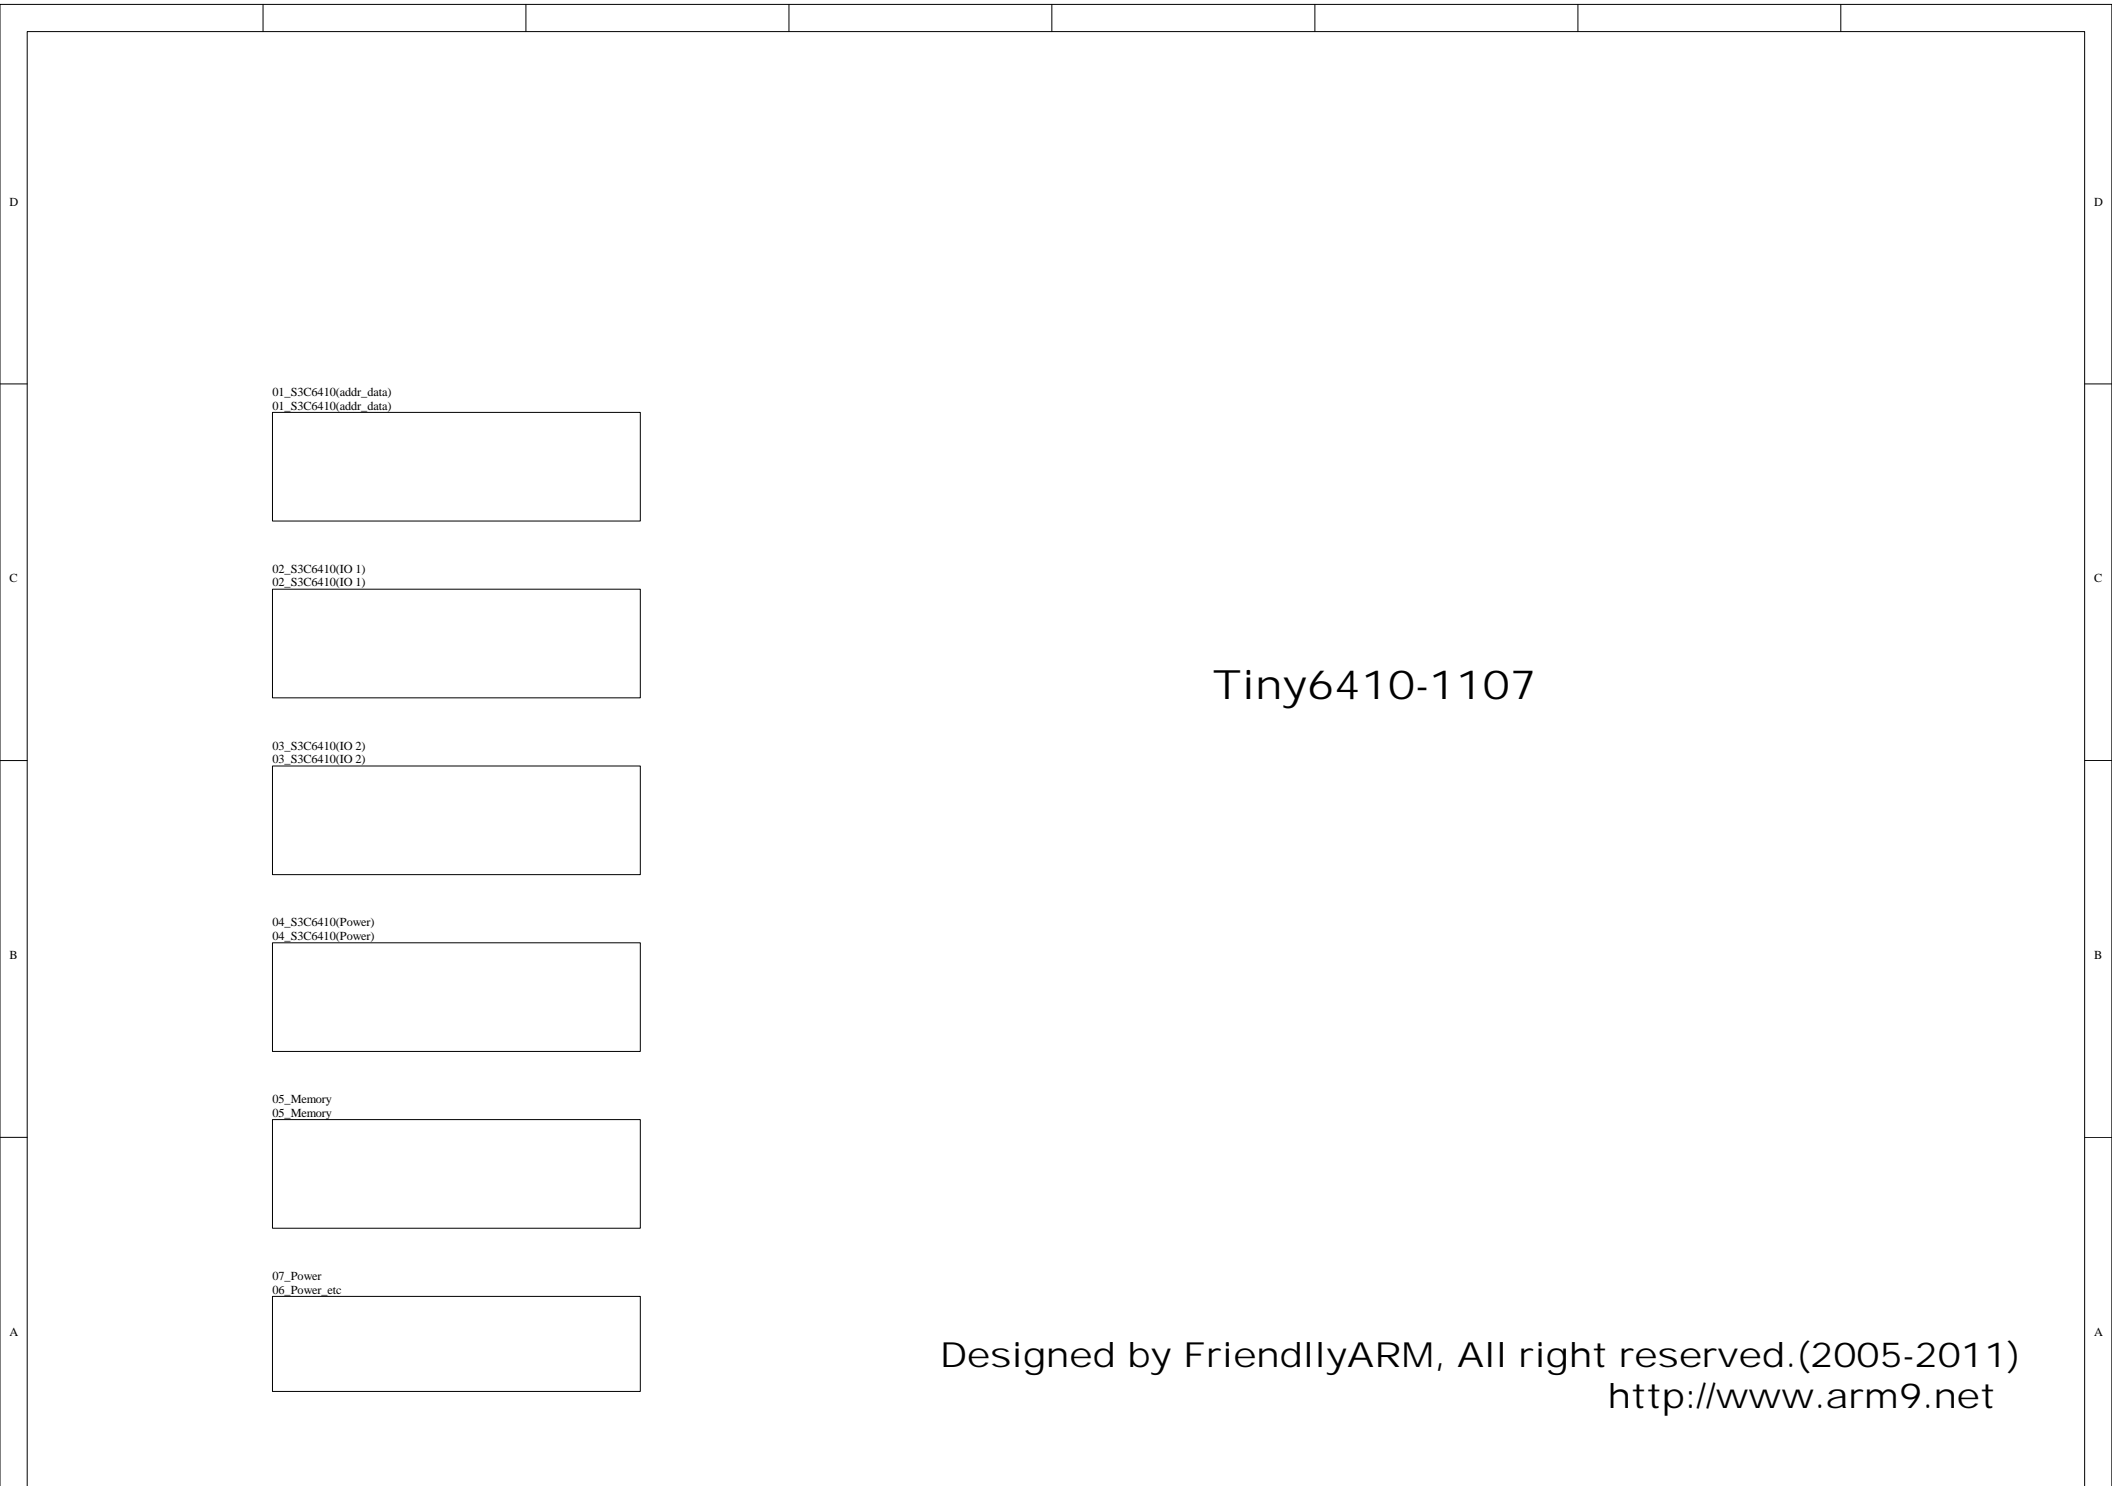 D
D
01_S3C6410(addr_data)
01_S3C6410(addr_data)
C
02_S3C6410(IO 1)
02_S3C6410(IO 1)
C
Tiny6410-1107
03_S3C6410(IO 2)
03_S3C6410(IO 2)
04_S3C6410(Power)
04_S3C6410(Power)
B
B
05_Memory
05_Memory
07_Power
06_Power_etc
A
A
Designed by FriendllyARM, All right reserved.(2005-2011)
http://www.arm9.net